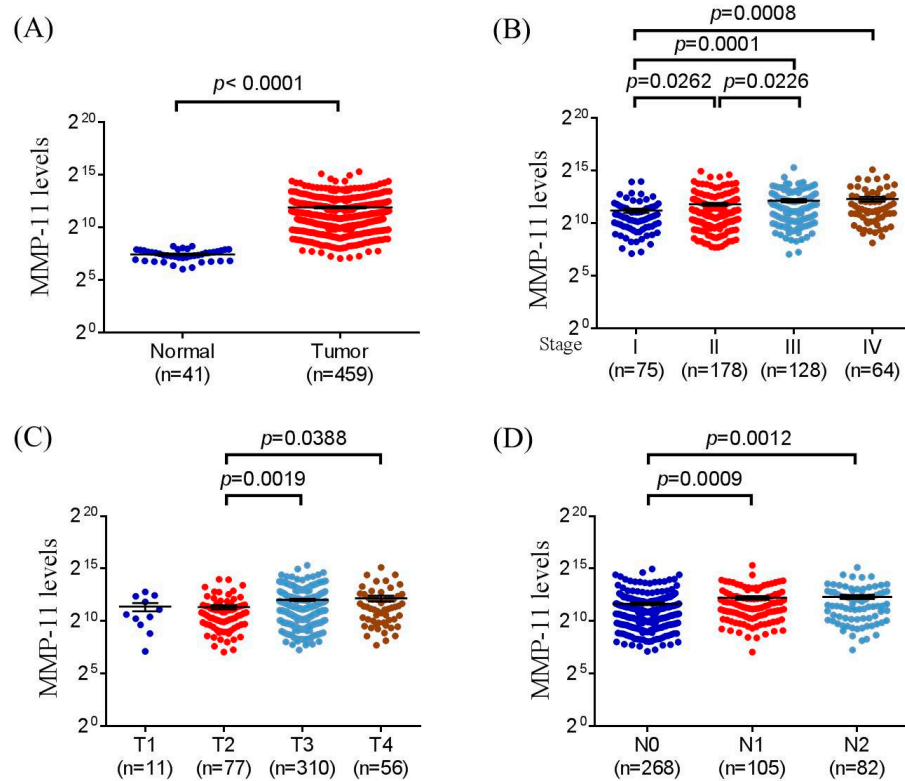 (A)
p< 0.0001
MMP-11 levels
2^20
2^15
2^10
2^5
2^0
Normal Tumor
(n=41) (n=459)
(B)
p=0.0008
p=0.0001
p=0.0262 p=0.0226
MMP-11 levels
2^20
2^15
2^10
2^5
2^0
Stage I II III IV
(n=75) (n=178) (n=128) (n=64)
(C)
p=0.0388
p=0.0019
MMP-11 levels
2^20
2^15
2^10
2^5
2^0
T1 T2 T3 T4
(n=11) (n=77) (n=310) (n=56)
(D)
p=0.0012
p=0.0009
MMP-11 levels
2^20
2^15
2^10
2^5
2^0
N0 N1 N2
(n=268) (n=105) (n=82)